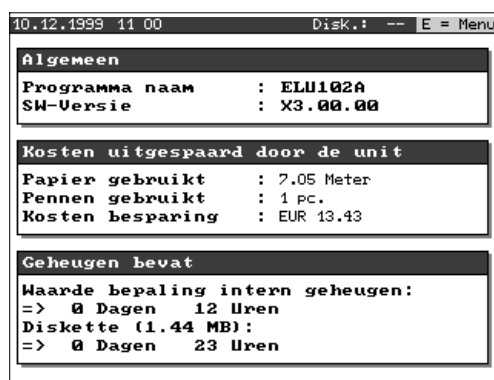 10.12.1999 11 00 Disk.: -- E = Menu
Algemeen
Programma naam : ELU102A
SW-Versie : X3.00.00
Kosten uitgespaard door de unit
Papier gebruikt : 7.05 Meter
Pennen gebruikt : 1 pc.
Kosten besparing : EUR 13.43
Geheugen bevat
Waarde bepaling intern geheugen:
=> 0 Dagen 12 Uren
Diskette (1.44 MB):
=> 0 Dagen 23 Uren